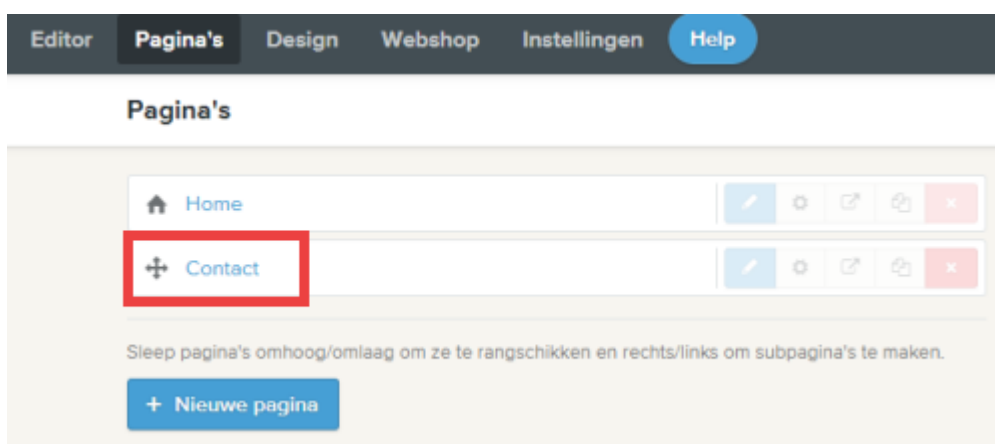 Editor Pagina's Design Webshop Instellingen Help
Pagina's
Home
Contact
Sleep pagina's omhoog/omlaag om ze te rangschikken en rechts/links om subpagina's te maken.
+ Nieuwe pagina